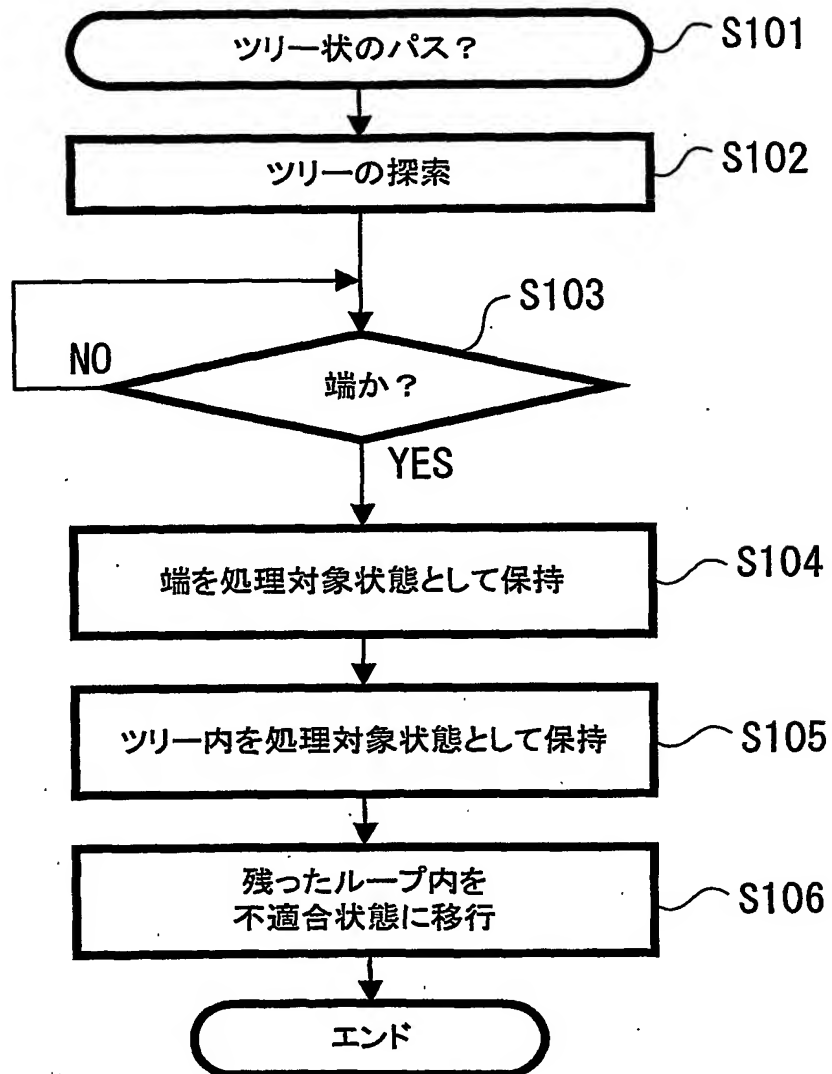 ツリー状のパス？
S101
ツリーの探索
S102
S103
NO
端か？
YES
端を処理対象状態として保持
S104
ツリー内を処理対象状態として保持
S105
残ったループ内を
不適合状態に移行
S106
エンド